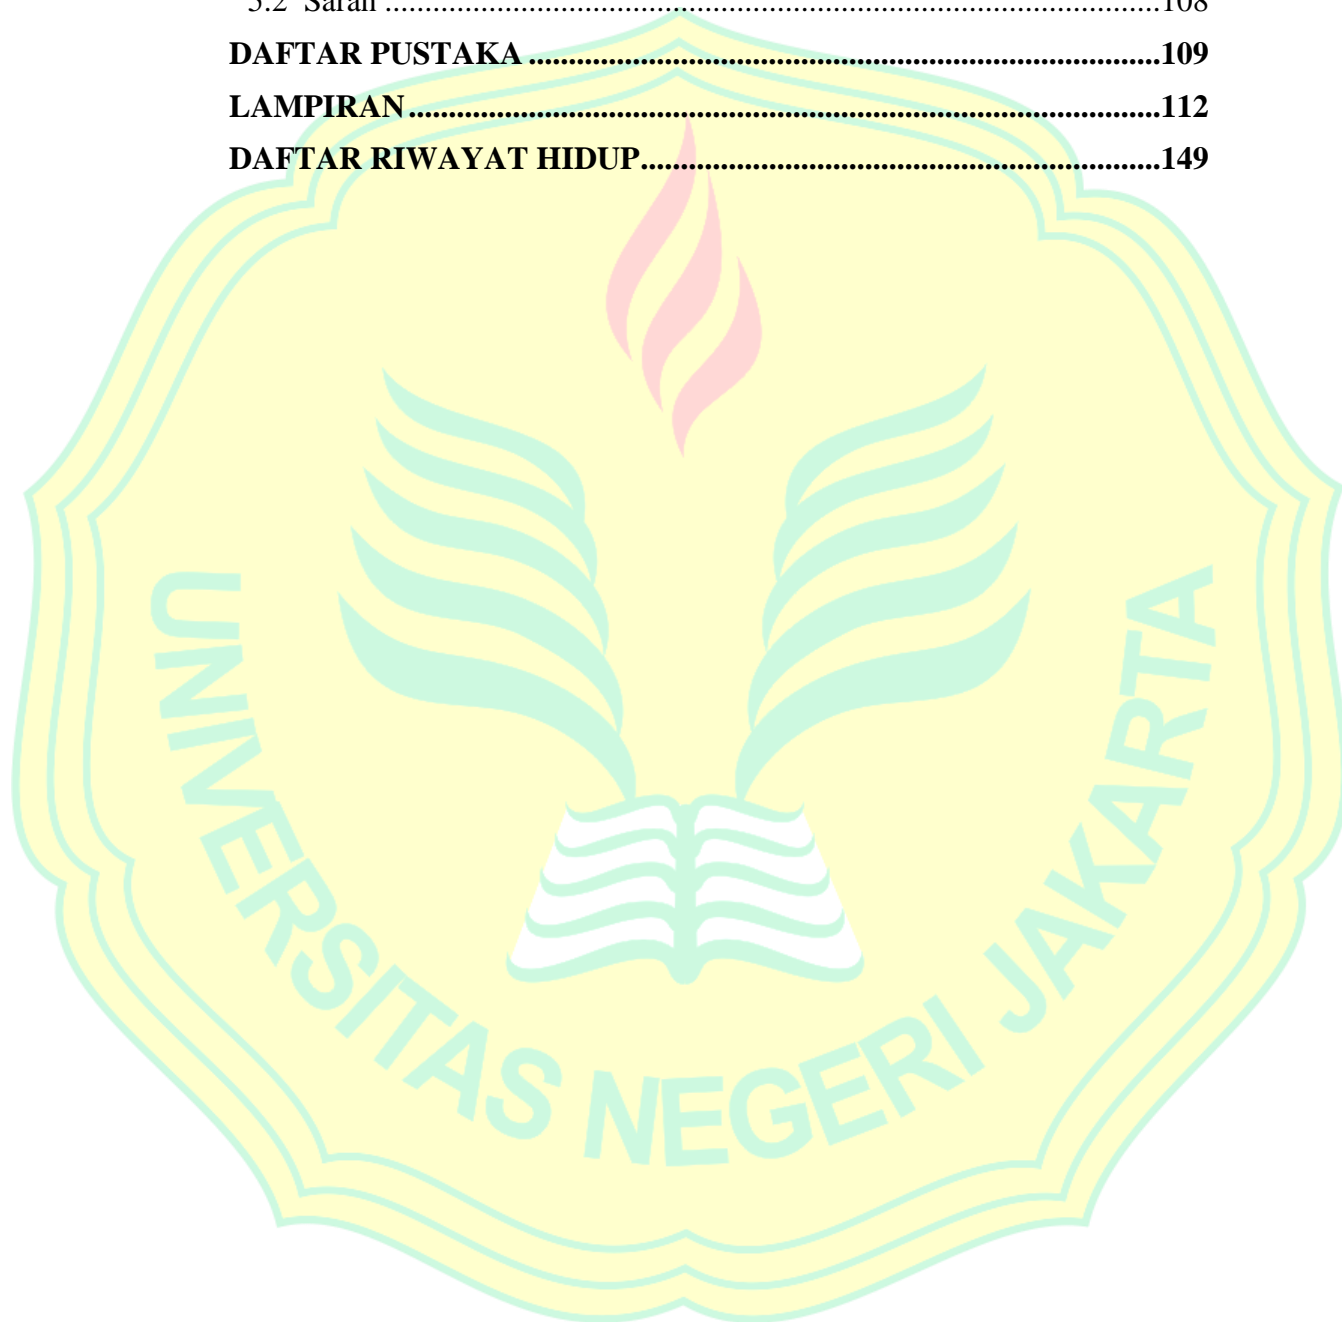 5.2 Saran ....................................................................................................108
DAFTAR PUSTAKA ................................................................................109
LAMPIRAN...............................................................................................112
DAFTAR RIWAYAT HIDUP..................................................................149
UNIVERSITAS NEGERI JAKARTA